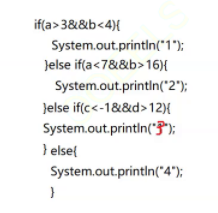 if(a>3&&b<4){
System.out.println("1");
}else if(a<7&&b>16){
System.out.println("2");
}else if(c<-1&&d>12){
System.out.println("3");
} else{
System.out.println("4");
}